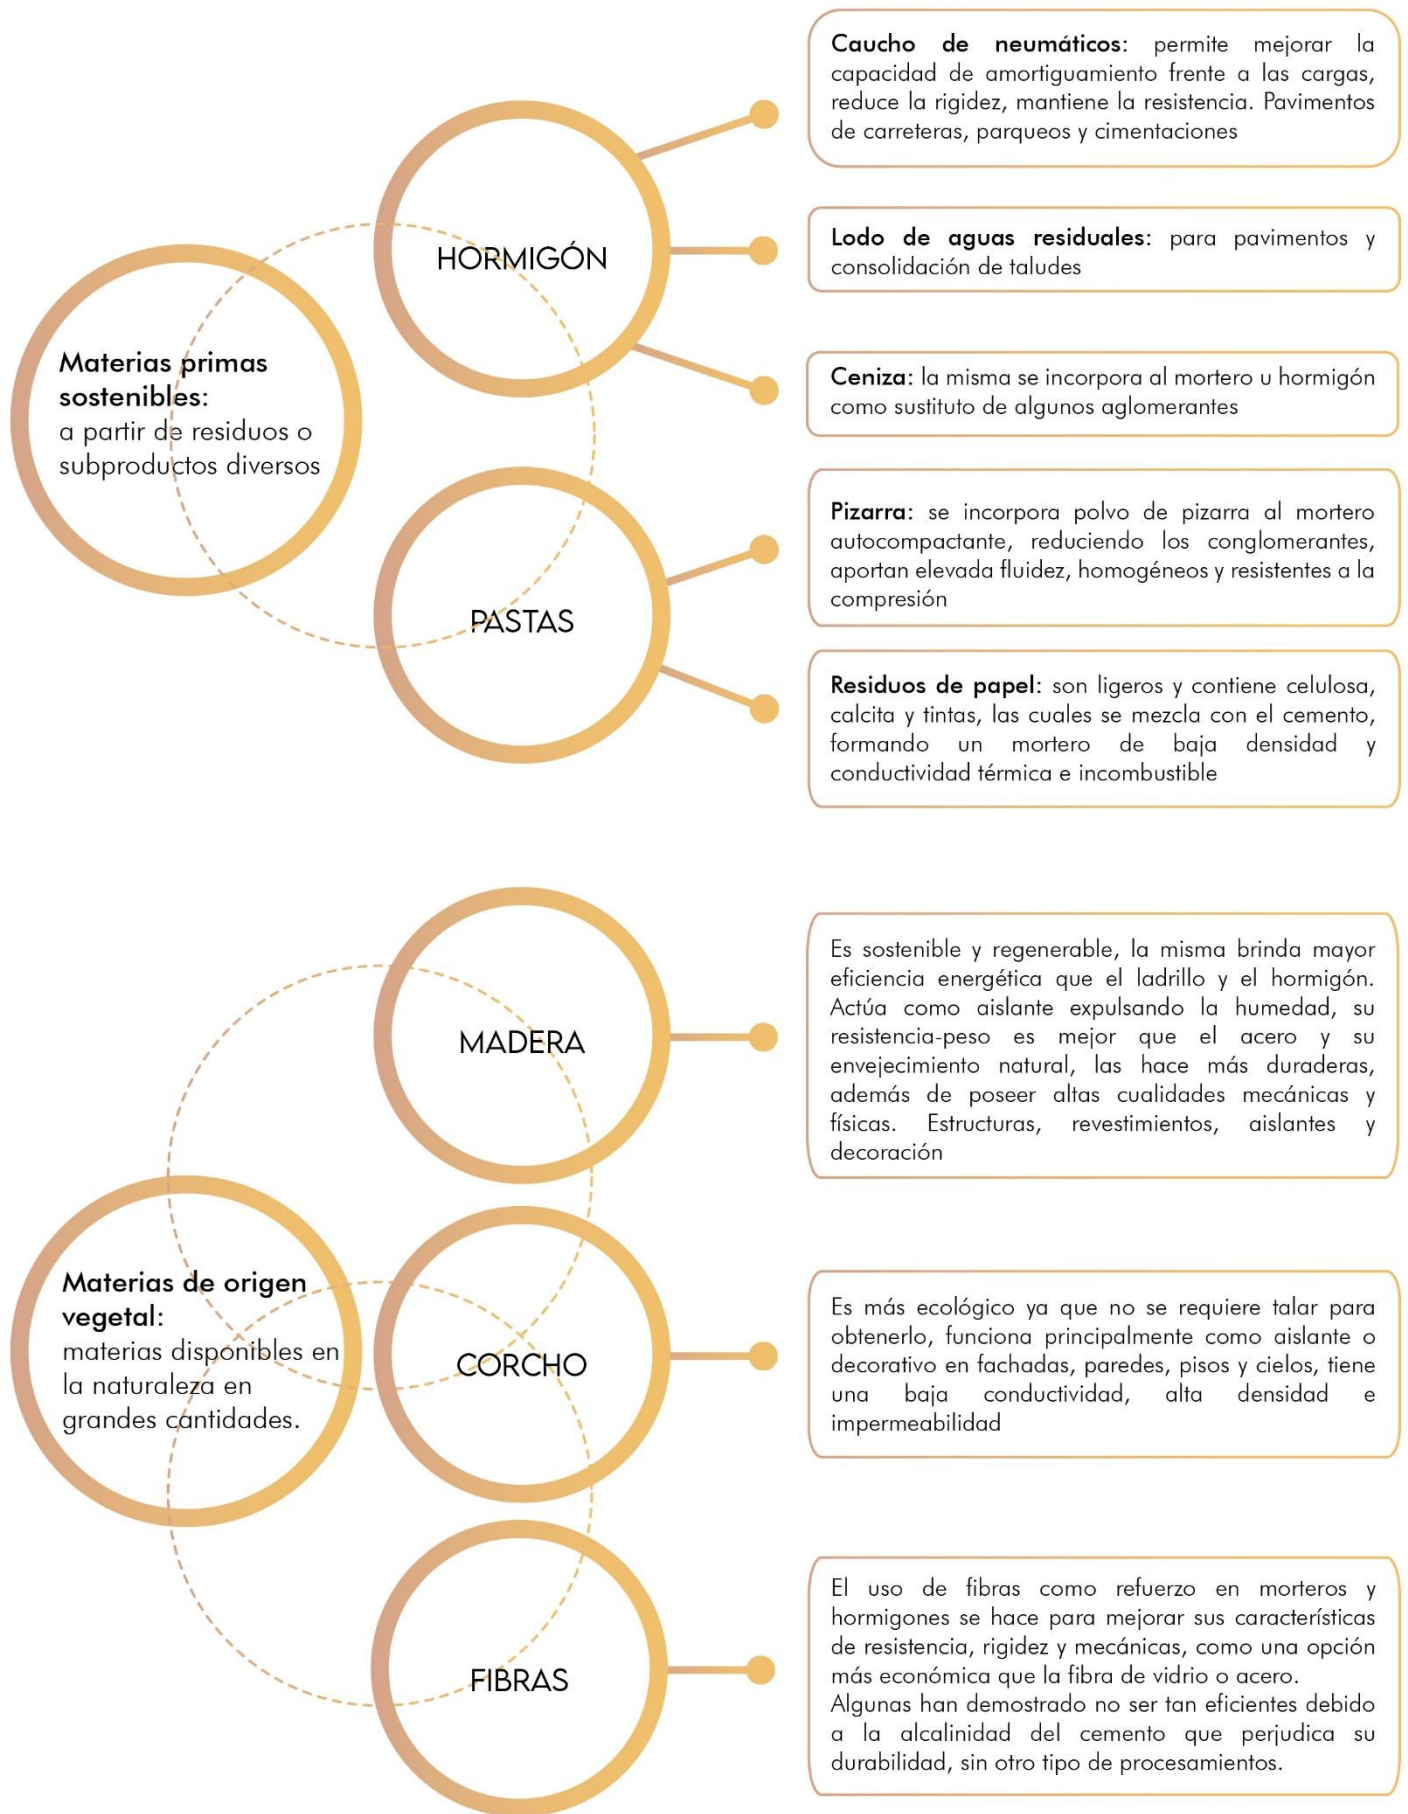 Materias primas
sostenibles:
a partir de residuos o
subproductos diversos
HORMIGÓN
Caucho de neumáticos: permite mejorar la
capacidad de amortiguamiento frente a las cargas,
reduce la rigidez, mantiene la resistencia. Pavimentos
de carreteras, parqueos y cimentaciones
Lodo de aguas residuales: para pavimentos y
consolidación de taludes
Ceniza: la misma se incorpora al mortero u hormigón
como sustituto de algunos aglomerantes
PASTAS
Pizarra: se incorpora polvo de pizarra al mortero
autocompactante, reduciendo los conglomerantes,
aportan elevada fluidez, homogéneos y resistentes a la
compresión
Residuos de papel: son ligeros y contiene celulosa,
calcita y tintas, las cuales se mezcla con el cemento,
formando un mortero de baja densidad y
conductividad térmica e incombustible
Materias de origen
vegetal:
materias disponibles en
la naturaleza en
grandes cantidades.
MADERA
Es sostenible y regenerable, la misma brinda mayor
eficiencia energética que el ladrillo y el hormigón.
Actúa como aislante expulsando la humedad, su
resistencia-peso es mejor que el acero y su
envejecimiento natural, las hace más duraderas,
además de poseer altas cualidades mecánicas y
físicas. Estructuras, revestimientos, aislantes y
decoración
CORCHO
Es más ecológico ya que no se requiere talar para
obtenerlo, funciona principalmente como aislante o
decorativo en fachadas, paredes, pisos y cielos, tiene
una baja conductividad, alta densidad e
impermeabilidad
FIBRAS
El uso de fibras como refuerzo en morteros y
hormigones se hace para mejorar sus característicás
de resistencia, rigidez y mecánicas, como una opción
más económica que la fibra de vidrio o acero.
Algunas han demostrado no ser tan eficientes debido
a la alcalinidad del cemento que perjudica su
durabilidad, sin otro tipo de procesamientos.